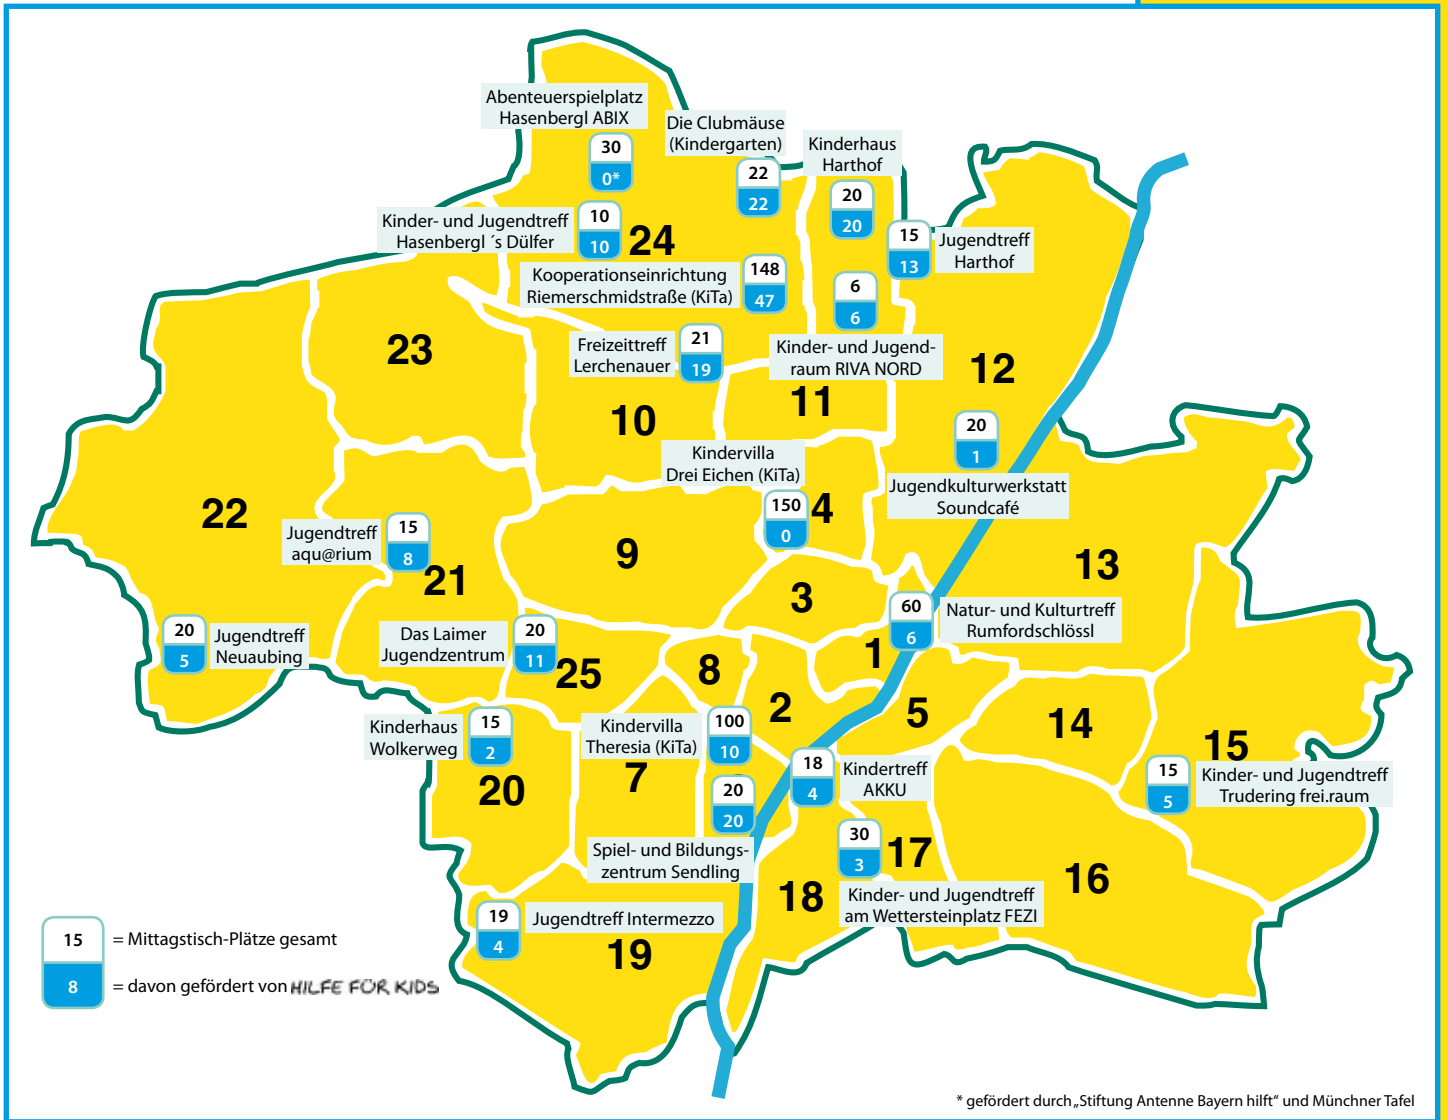 Abenteuerspielplatz
Hasenbergl ABIX
30
0*
Die Clubmäuse
(Kindergarten)
22
22
Kinderhaus
Harthof
20
20
Kinder- und Jugendtreff
Hasenbergl ´s Dülfer
10
10
24
15
13
Jugendtreff
Harthof
Kooperationseinrichtung
Riemerschmidstraße (KiTa)
148
47
6
6
Kinder- und Jugend-
raum RIVA NORD
Freizeittreff
Lerchenauer
21
19
23
12
11
10
Kindervilla
Drei Eichen (KiTa)
150
0
4
20
1
Jugendkulturwerkstatt
Soundcafé
22
Jugendtreff
aqu@rium
15
8
21
9
13
3
60
6
Natur- und Kulturtreff
Rumfordschlössl
20
5
Jugendtreff
Neuaubing
Das Laimer
Jugendzentrum
20
11
25
8
1
2
5
14
15
Kinderhaus
Wolkerweg
15
2
20
Kindervilla
Theresia (KiTa)
100
10
7
18
4
Kindertreff
AKKU
15
5
Kinder- und Jugendtreff
Trudering frei.raum
20
20
Spiel- und Bildungs-
zentrum Sendling
30
3
17
Kinder- und Jugendtreff
am Wettersteinplatz FEZI
18
16
19
4
Jugendtreff Intermezzo
19
15
= Mittagstisch-Plätze gesamt
8
= davon gefördert von HILFE FÜR KIDS
* gefördert durch „Stiftung Antenne Bayern hilft“ und Münchner Tafel